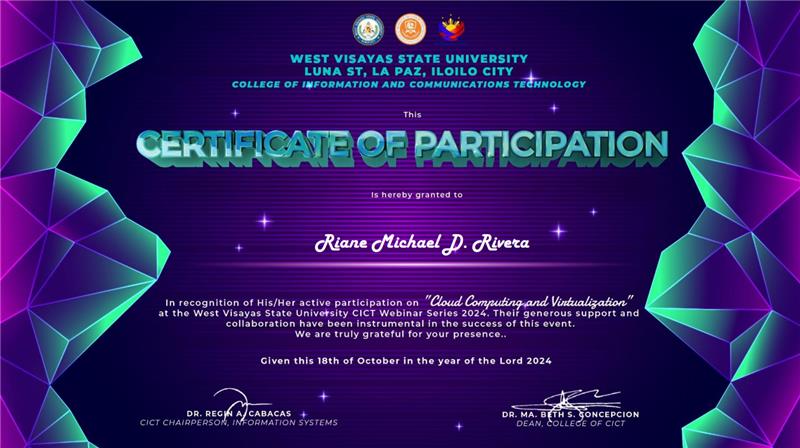 WEST VISAYAS STATE UNIVERSITY
LUNA ST, LA PAZ, ILOILO CITY
COLLEGE OF INFORMATION AND COMMUNICATIONS TECHNOLOGY
This
CERTIFICATE OF PARTICIPATION
Is hereby granted to
Riane Michael D. Rivera
In recognition of His/Her active participation on "Cloud Computing and Virtualization"
at the West Visayas State University CICT Webinar Series 2024. Their generous support and
collaboration have been instrumental in the success of this event.
We are truly grateful for your presence..
Given this 18th of October in the year of the Lord 2024
DR. REGIN A. CABACAS
CICT CHAIRPERSON, INFORMATION SYSTEMS
DR. MA. BETH S. CONCEPCION
DEAN, COLLEGE OF CICT